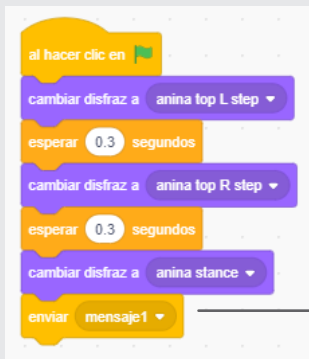 al hacer clic en
cambiar disfraz a anina top L step
esperar 0.3 segundos
cambiar disfraz a anina top R step
esperar 0.3 segundos
cambiar disfraz a anina stance
enviar mensaje1